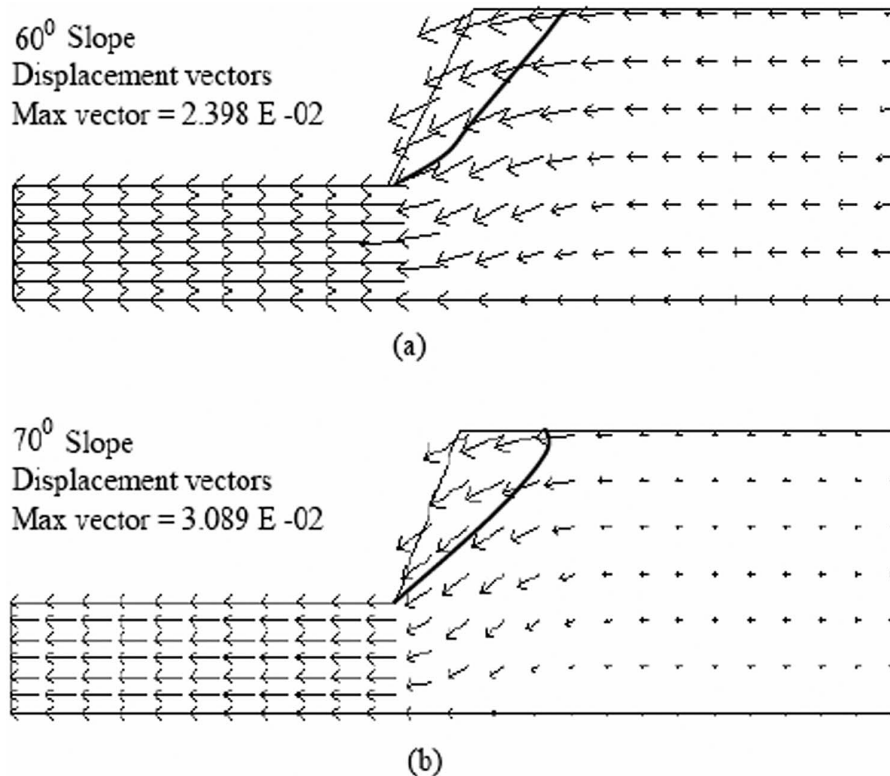 60⁰ Slope
Displacement vectors
Max vector = 2.398 E -02
(a)
70⁰ Slope
Displacement vectors
Max vector = 3.089 E -02
(b)